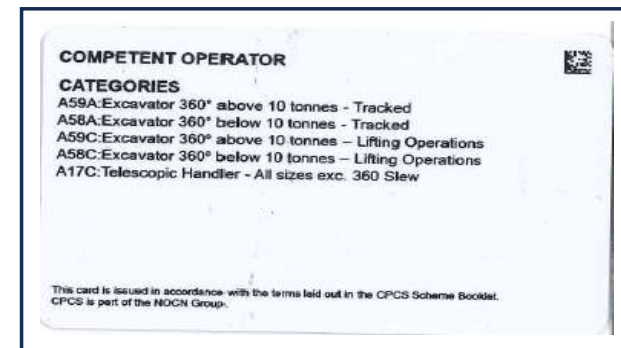 COMPETENT OPERATOR
CATEGORIES
A59A:Excavator 360° above 10 tonnes - Tracked
A58A:Excavator 360° below 10 tonnes - Tracked
A59C:Excavator 360° above 10 tonnes – Lifting Operations
A58C:Excavator 360° below 10 tonnes – Lifting Operations
A17C:Telescopic Handler - All sizes exc. 360 Slew
This card is issued in accordance with the terms laid out in the CPCS Scheme Booklet.
CPCS is part of the NOCN Group.